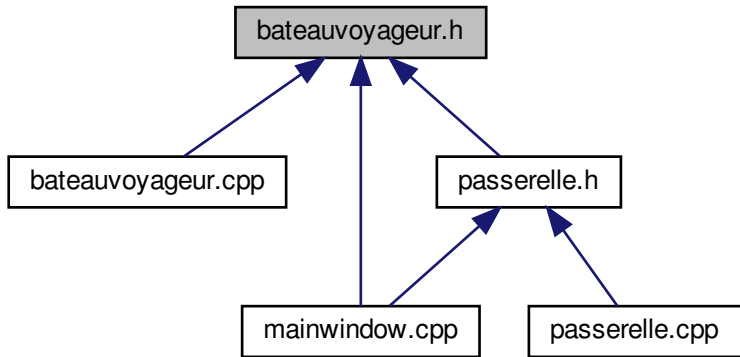 bateauvoyageur.h
bateauvoyageur.cpp
passerelle.h
mainwindow.cpp
passerelle.cpp